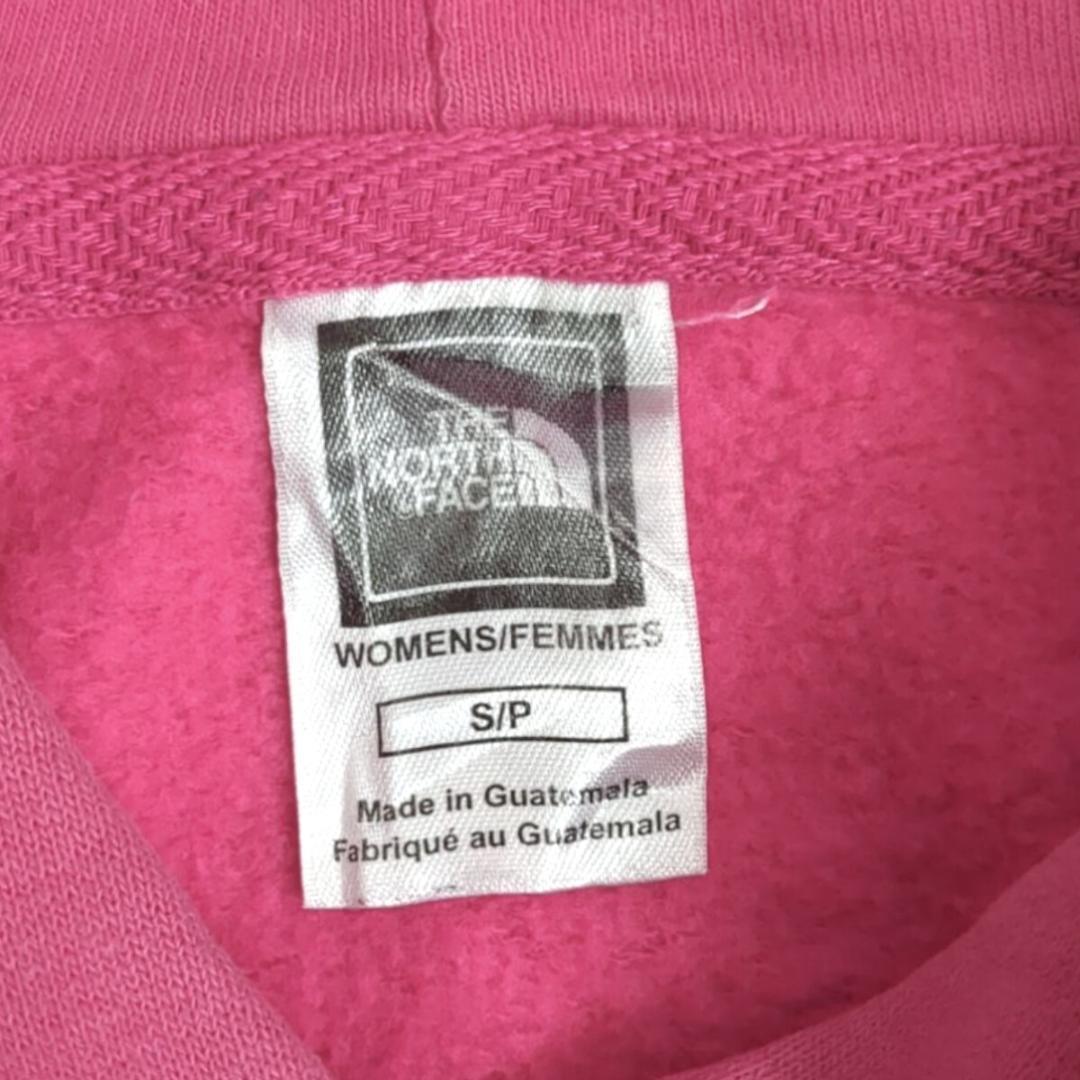 THE
NORTH
FACE
WOMENS/FEMMES
S/P
Made in Guatemala
Fabriqué au Guatemala